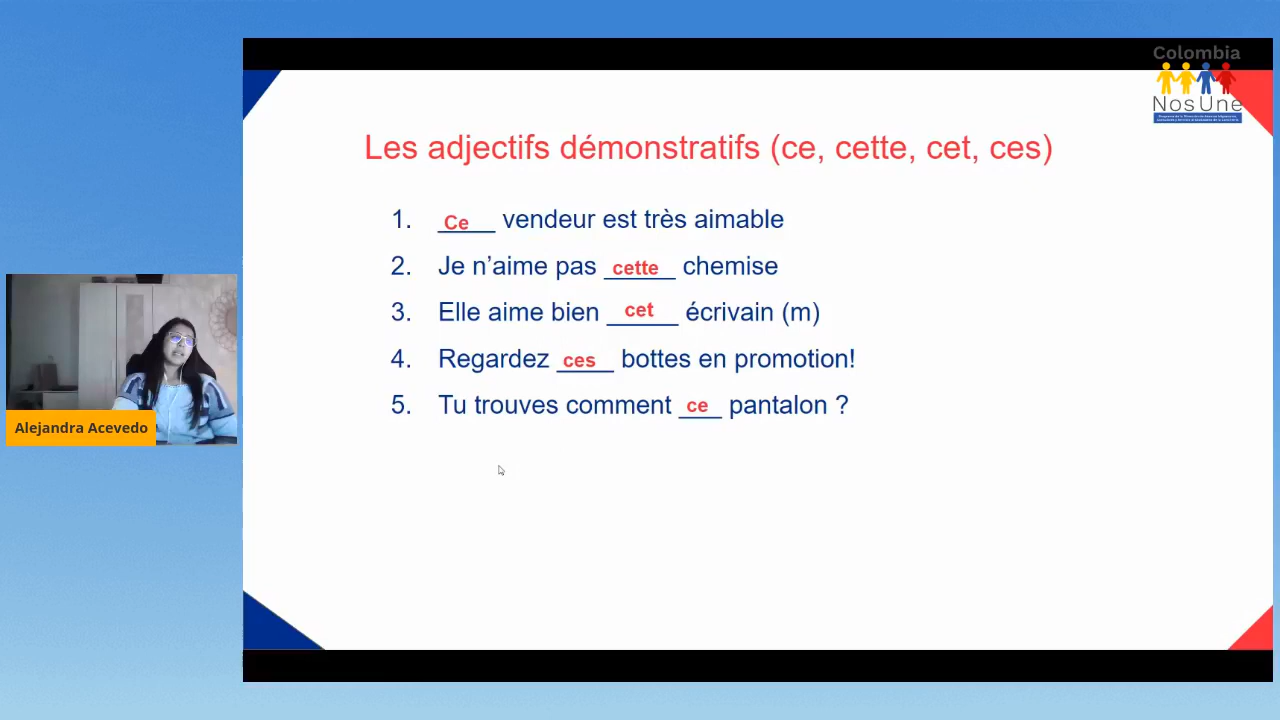 Colombia
NosUne
Les adjectifs démonstratifs (ce, cette, cet, ces)
1. Ce vendeur est très aimable
2. Je n’aime pas cette chemise
3. Elle aime bien cet écrivain (m)
4. Regardez ces bottes en promotion!
5. Tu trouves comment ce pantalon ?
Alejandra Acevedo